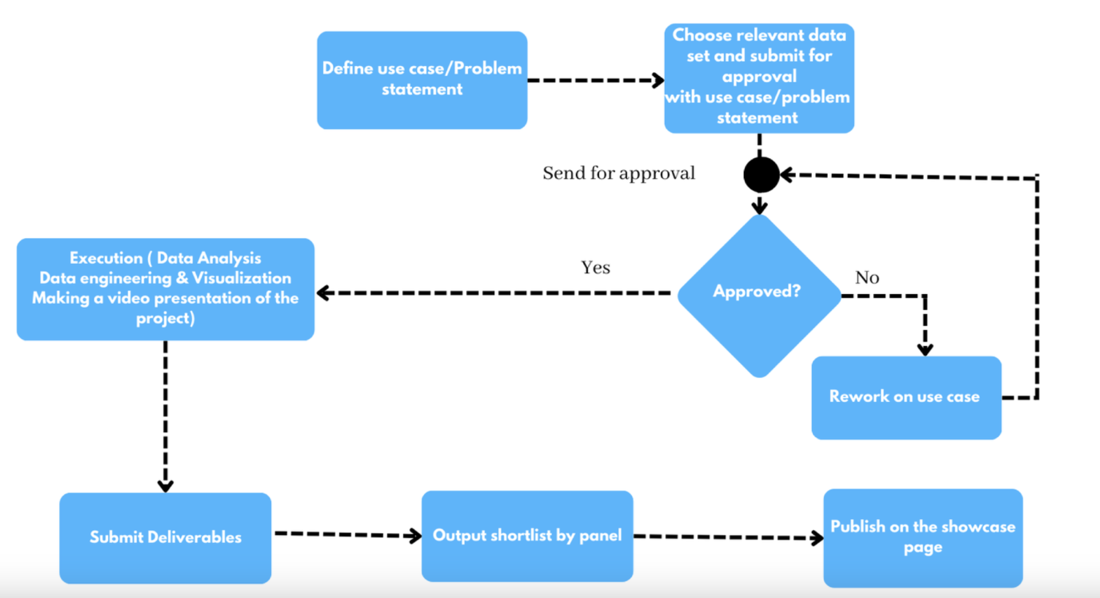 Define use case/Problem
statement
Choose relevant data
set and submit for
approval
with use case/problem
statement
Send for approval
Approved?
Yes
No
Execution ( Data Analysis
Data engineering & Visualization
Making a video presentation of the
project)
Rework on use case
Submit Deliverables
Output shortlist by panel
Publish on the showcase
page